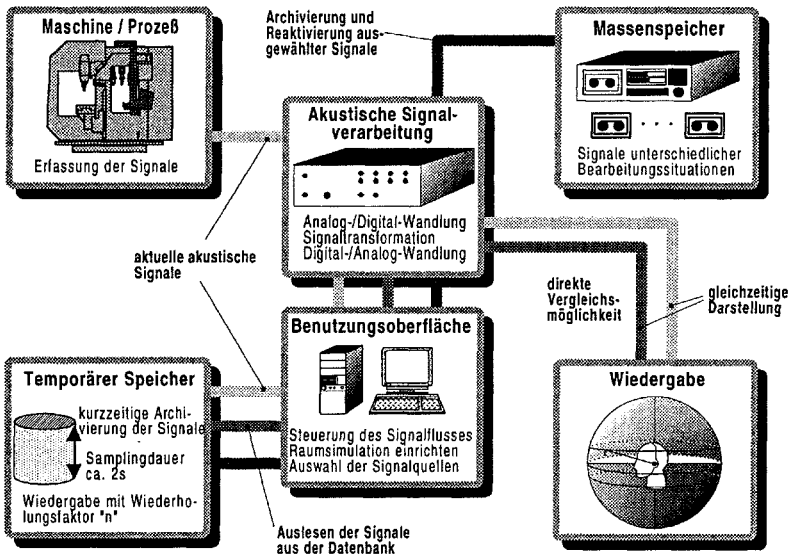 Maschine / Prozeß
Erfassung der Signale
Archivierung und
Reaktivierung aus-
gewählter Signale
Massenspeicher
Signale unterschiedlicher
Bearbeitungssituationen
Akustische Signal-
verarbeitung
Analog-/Digital-Wandlung
Signaltransformation
Digital-/Analog-Wandlung
aktuelle akustische
Signale
direkte
Vergleichs-
möglichkeit
gleichzeitige
Darstellung
Benutzungsoberfläche
Steuerung des Signalflusses
Raumsimulation einrichten
Auswahl der Signalquellen
Temporärer Speicher
kurzzeitige Archi-
vierung der Signale
Samplingdauer
ca. 2s
Wiedergabe mit Wiederho-
lungsfaktor "n"
Wiedergabe
Auslesen der Signale
aus der Datenbank